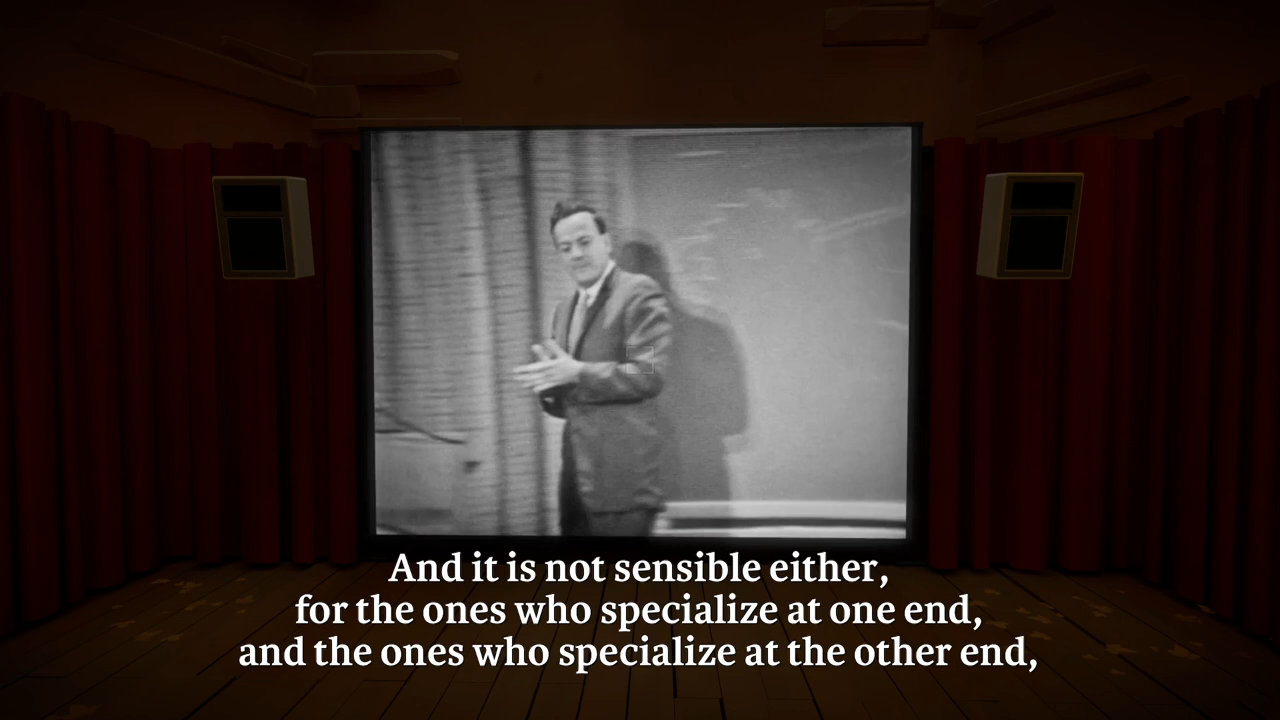 And it is not sensible either,
for the ones who specialize at one end,
and the ones who specialize at the other end,